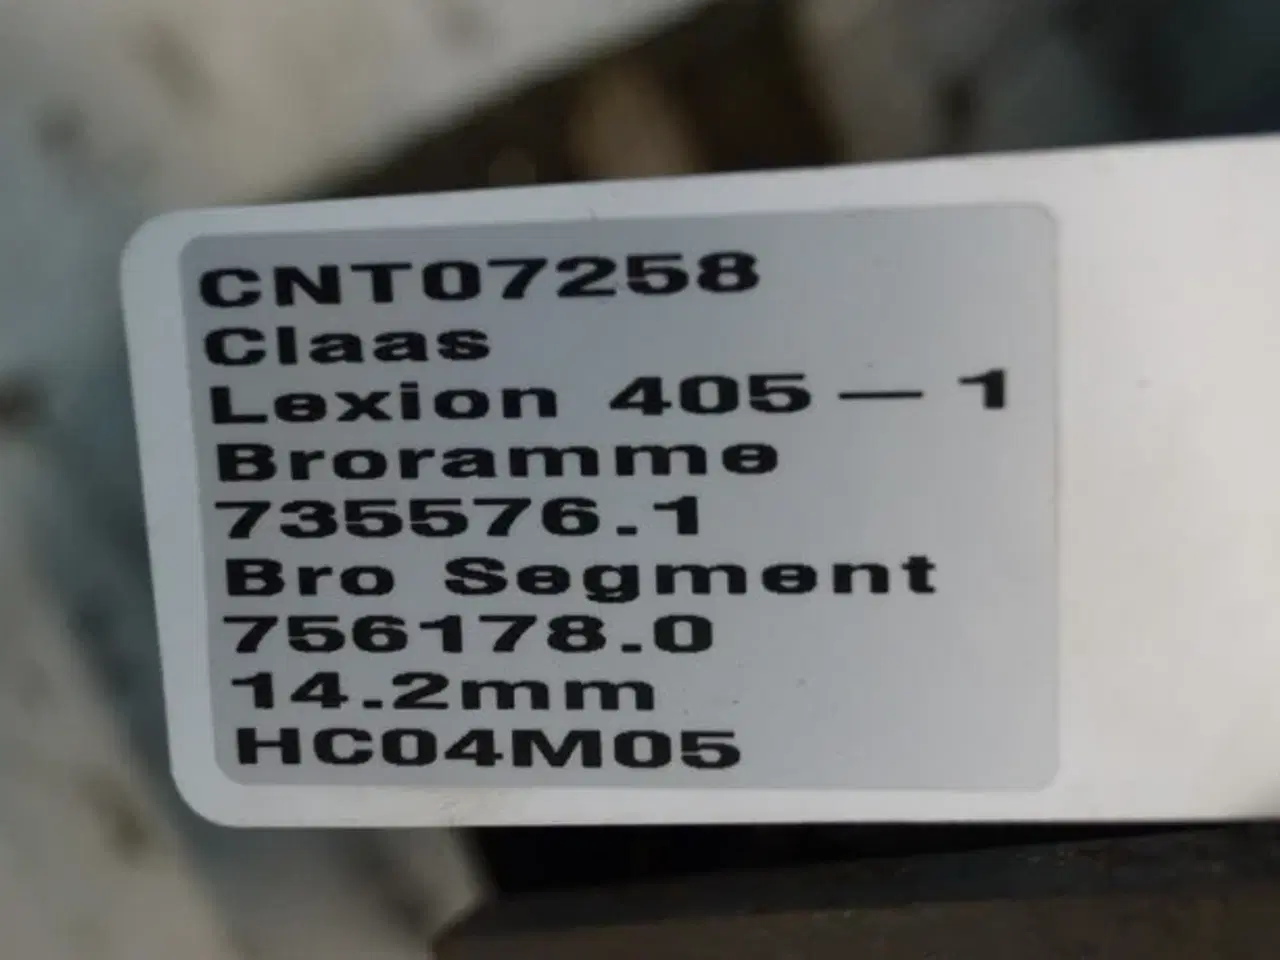 CNT07258
Claas
Lexion 405 – 1
Broramme
735576.1
Bro Segment
756178.0
14.2mm
HC04M05